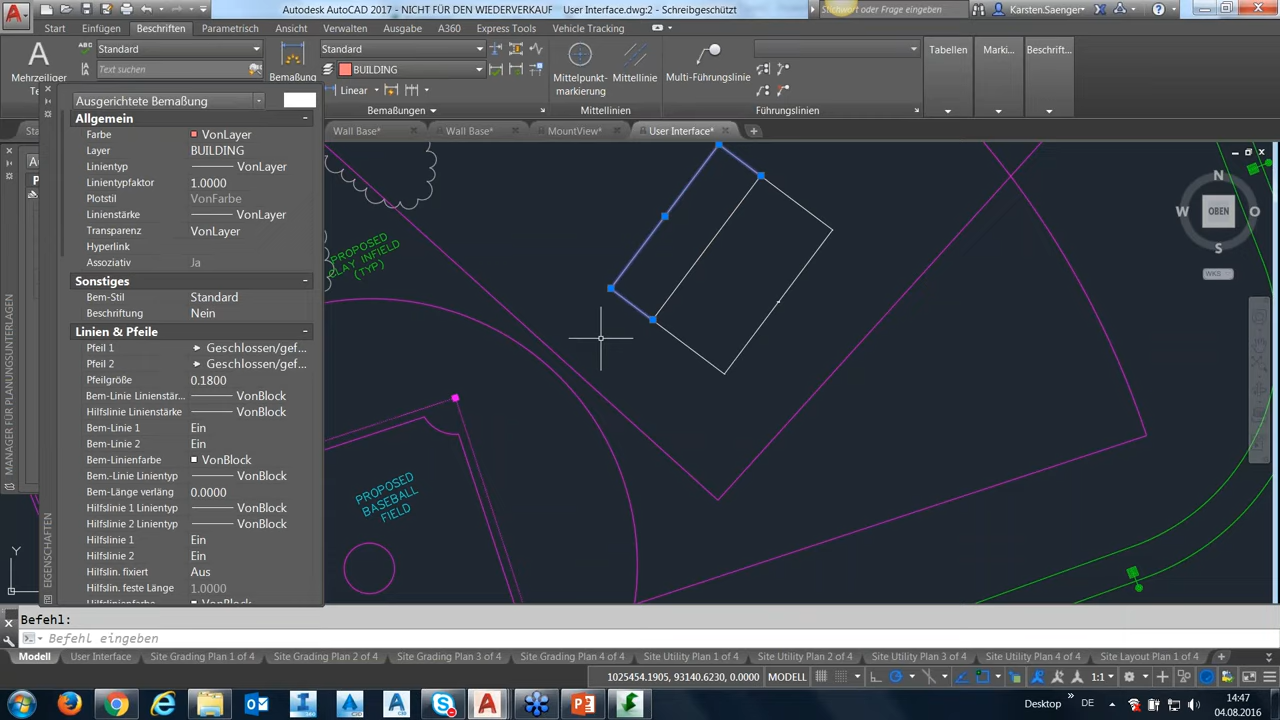 Autodesk AutoCAD 2017 - NICHT FÜR DEN WIEDERVERKAUF User Interface.dwg:2 - Schreibgeschützt
Stichwort oder Frage eingeben
Karsten.Saenger
Start Einfügen Beschriften Parametrisch Ansicht Verwalten Ausgabe A360 Express Tools Vehicle Tracking
Standard
Text suchen
Mehrzeiliger
Bemaßung
Standard
BUILDING
Linear
Bemaßungen
Mittelpunkt-
markierung
Mittellinie
Mittellinien
Multi-Führungslinie
Führungslinien
Tabellen
Marki...
Beschrift...
Wall Base*
Wall Base*
MountView*
User Interface*
Ausgerichtete Bemaßung
Allgemein
Farbe VonLayer
Layer BUILDING
Linientyp VonLayer
Linientypfaktor 1.0000
Plotstil VonFarbe
Linienstärke VonLayer
Transparenz VonLayer
Hyperlink
Assoziativ Ja
Sonstiges
Bem-Stil Standard
Beschriftung Nein
Linien & Pfeile
Pfeil 1 Geschlossen/gef...
Pfeil 2 Geschlossen/gef...
Pfeilgröße 0.1800
Bem-Linie Linienstär... VonBlock
Hilfslinie Linienstärke VonBlock
Bem-Linie 1 Ein
Bem-Linie 2 Ein
Bem-Linienfarbe VonBlock
Bem.-Linie Linientyp VonBlock
Bem-Länge verläng 0.0000
Hilfslinie 1 Linientyp VonBlock
Hilfslinie 2 Linientyp VonBlock
Hilfslinie 1 Ein
Hilfslinie 2 Ein
Hilfslin. fixiert Aus
Hilfslin. feste Länge 1.0000
Hilfslinienfarbe VonBlock
MANAGER FÜR PLANUNGSUNTERLAGEN
EIGENSCHAFTEN
PROPOSED
CLAY INFIELD
(TYP)
PROPOSED
BASEBALL
FIELD
N
W OBEN O
S
WKB
Y
Befehl:
Befehl eingeben
Modell User Interface Site Grading Plan 1 of 4 Site Grading Plan 2 of 4 Site Grading Plan 3 of 4 Site Grading Plan 4 of 4 Site Utility Plan 1 of 4 Site Utility Plan 2 of 4 Site Utility Plan 3 of 4 Site Utility Plan 4 of 4 Site Layout Plan 1 of 4
1025454.1905, 93140.6230, 0.0000 MODELL 1:1
Desktop DE 14:47
04.08.2016